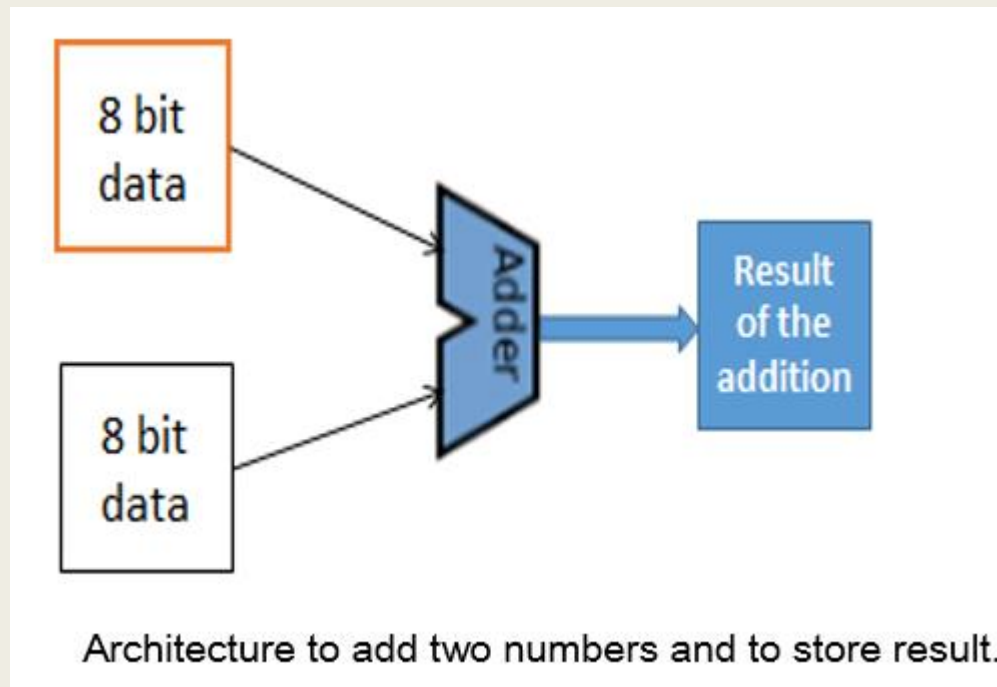 8 bit
data
Adder
Result
of the
addition
8 bit
data
Architecture to add two numbers and to store result.